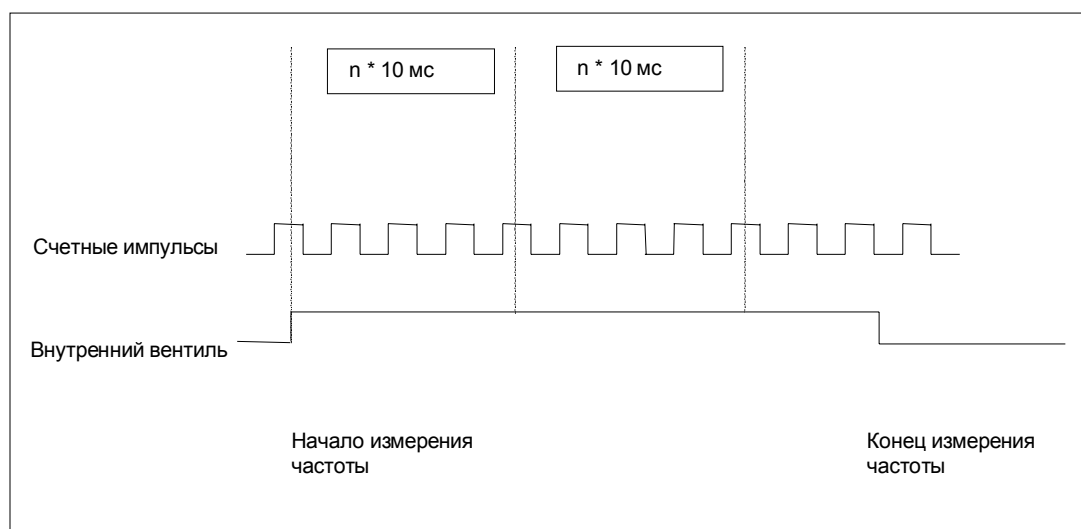 n * 10 мс
n * 10 мс
Счетные импульсы
Внутренний вентиль
Начало измерения
частоты
Конец измерения
частоты